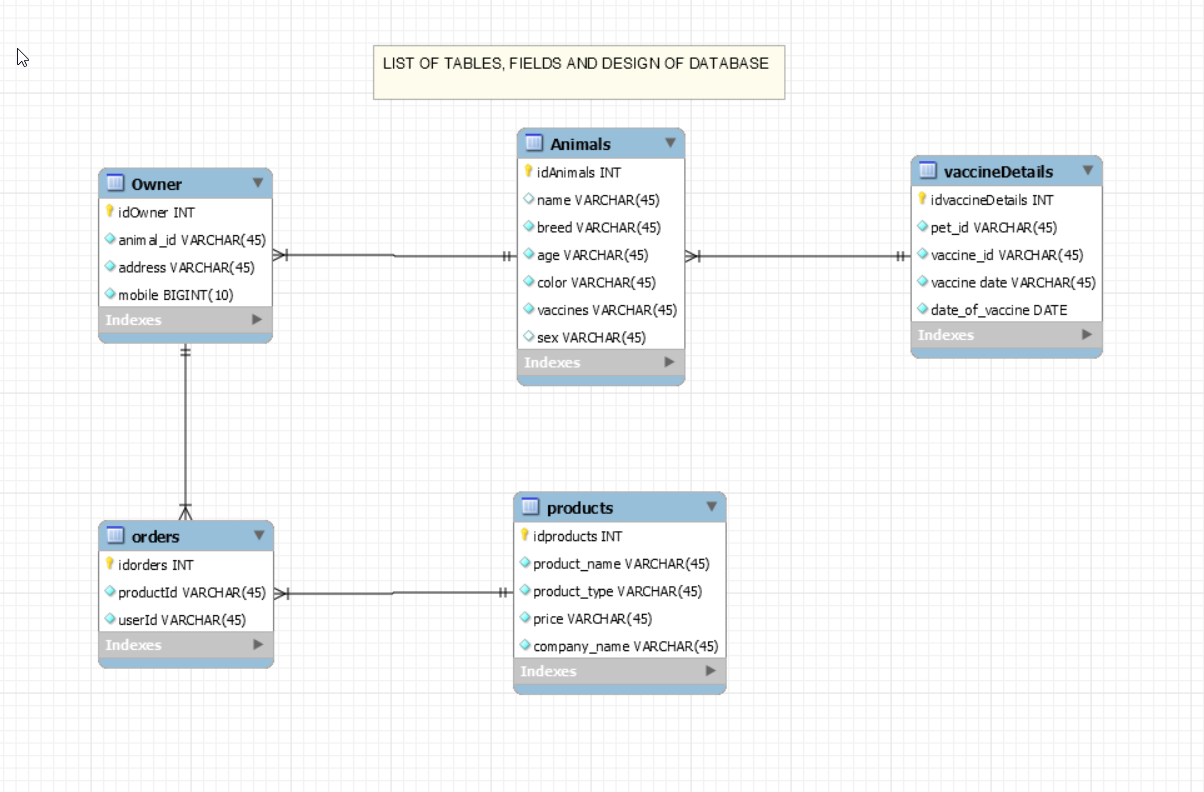 LIST OF TABLES, FIELDS AND DESIGN OF DATABASE
Animals
idAnimals INT
name VARCHAR(45)
breed VARCHAR(45)
age VARCHAR(45)
color VARCHAR(45)
vaccines VARCHAR(45)
sex VARCHAR(45)
Indexes
vaccineDetails
idvaccineDetails INT
pet_id VARCHAR(45)
vaccine_id VARCHAR(45)
vaccine date VARCHAR(45)
date_of_vaccine DATE
Indexes
Owner
idOwner INT
animal_id VARCHAR(45)
address VARCHAR(45)
mobile BIGINT(10)
Indexes
orders
idorders INT
productId VARCHAR(45)
userId VARCHAR(45)
Indexes
products
idproducts INT
product_name VARCHAR(45)
product_type VARCHAR(45)
price VARCHAR(45)
company_name VARCHAR(45)
Indexes